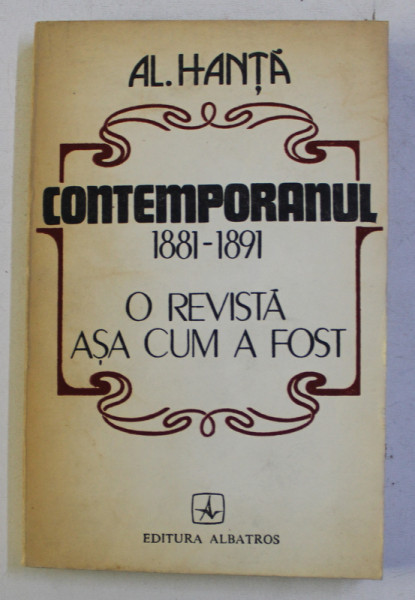 AL. HANȚĂ
CONTEMPORANUL
1881-1891
O REVISTĂ
AȘA CUM A FOST
EDITURA ALBATROS